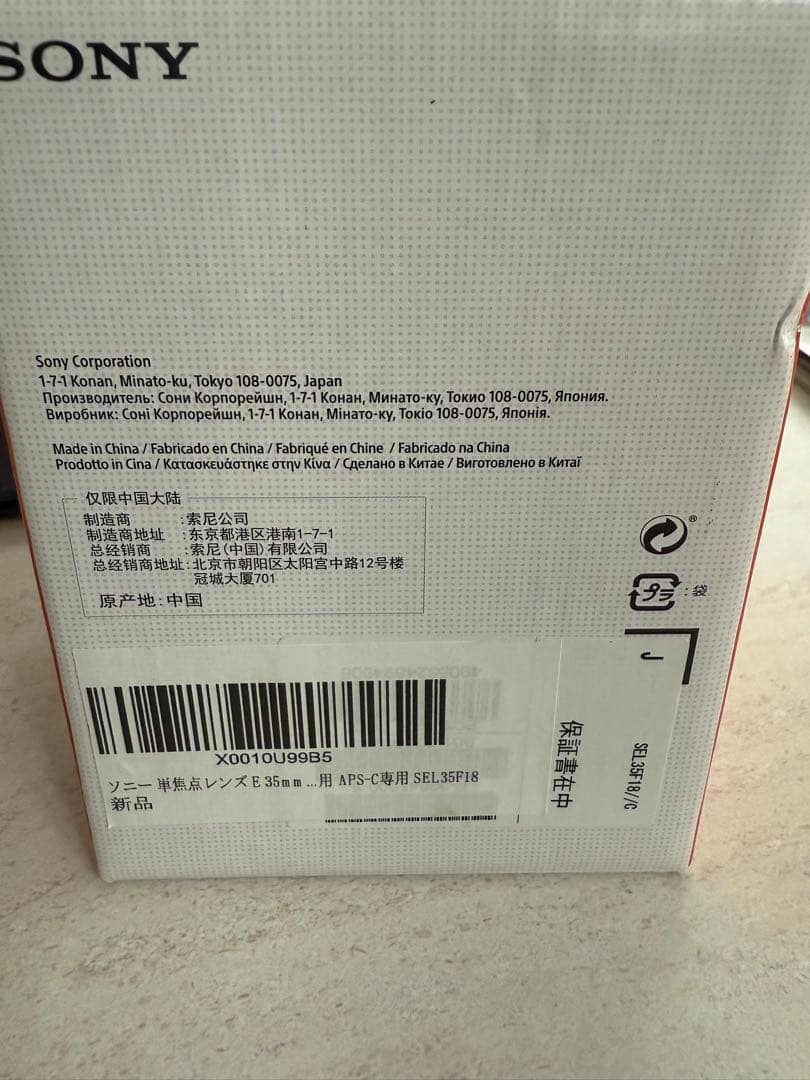 SONY
Sony Corporation
1-7-1 Konan, Minato-ku, Tokyo 108-0075, Japan
Производитель: Сони Корпорейшн, 1-7-1 Конан, Минато-ку, Токио 108-0075, Япония.
Виробник: Соні Корпорейшн, 1-7-1 Конан, Мінато-ку, Токіо 108-0075, Японія.
Made in China / Fabricado en China / Fabriqué en Chine / Fabricado na China
Prodotto in Cina / Κατασκευάστηκε στην Κίνα / Сделано в Китае / Виготовлено в Китаї
仅限中国大陆
制造商 :索尼公司
制造商地址 :东京都港区港南1-7-1
总经销商 :索尼(中国)有限公司
总经销商地址:北京市朝阳区太阳宫中路12号楼
冠城大厦701
原产地:中国
®
プラ :袋
J
X0010U99B5
ソニー 単焦点レンズ E 35mm ...用 APS-C専用 SEL35F18
新品
保証書在中
SEL35F18//C